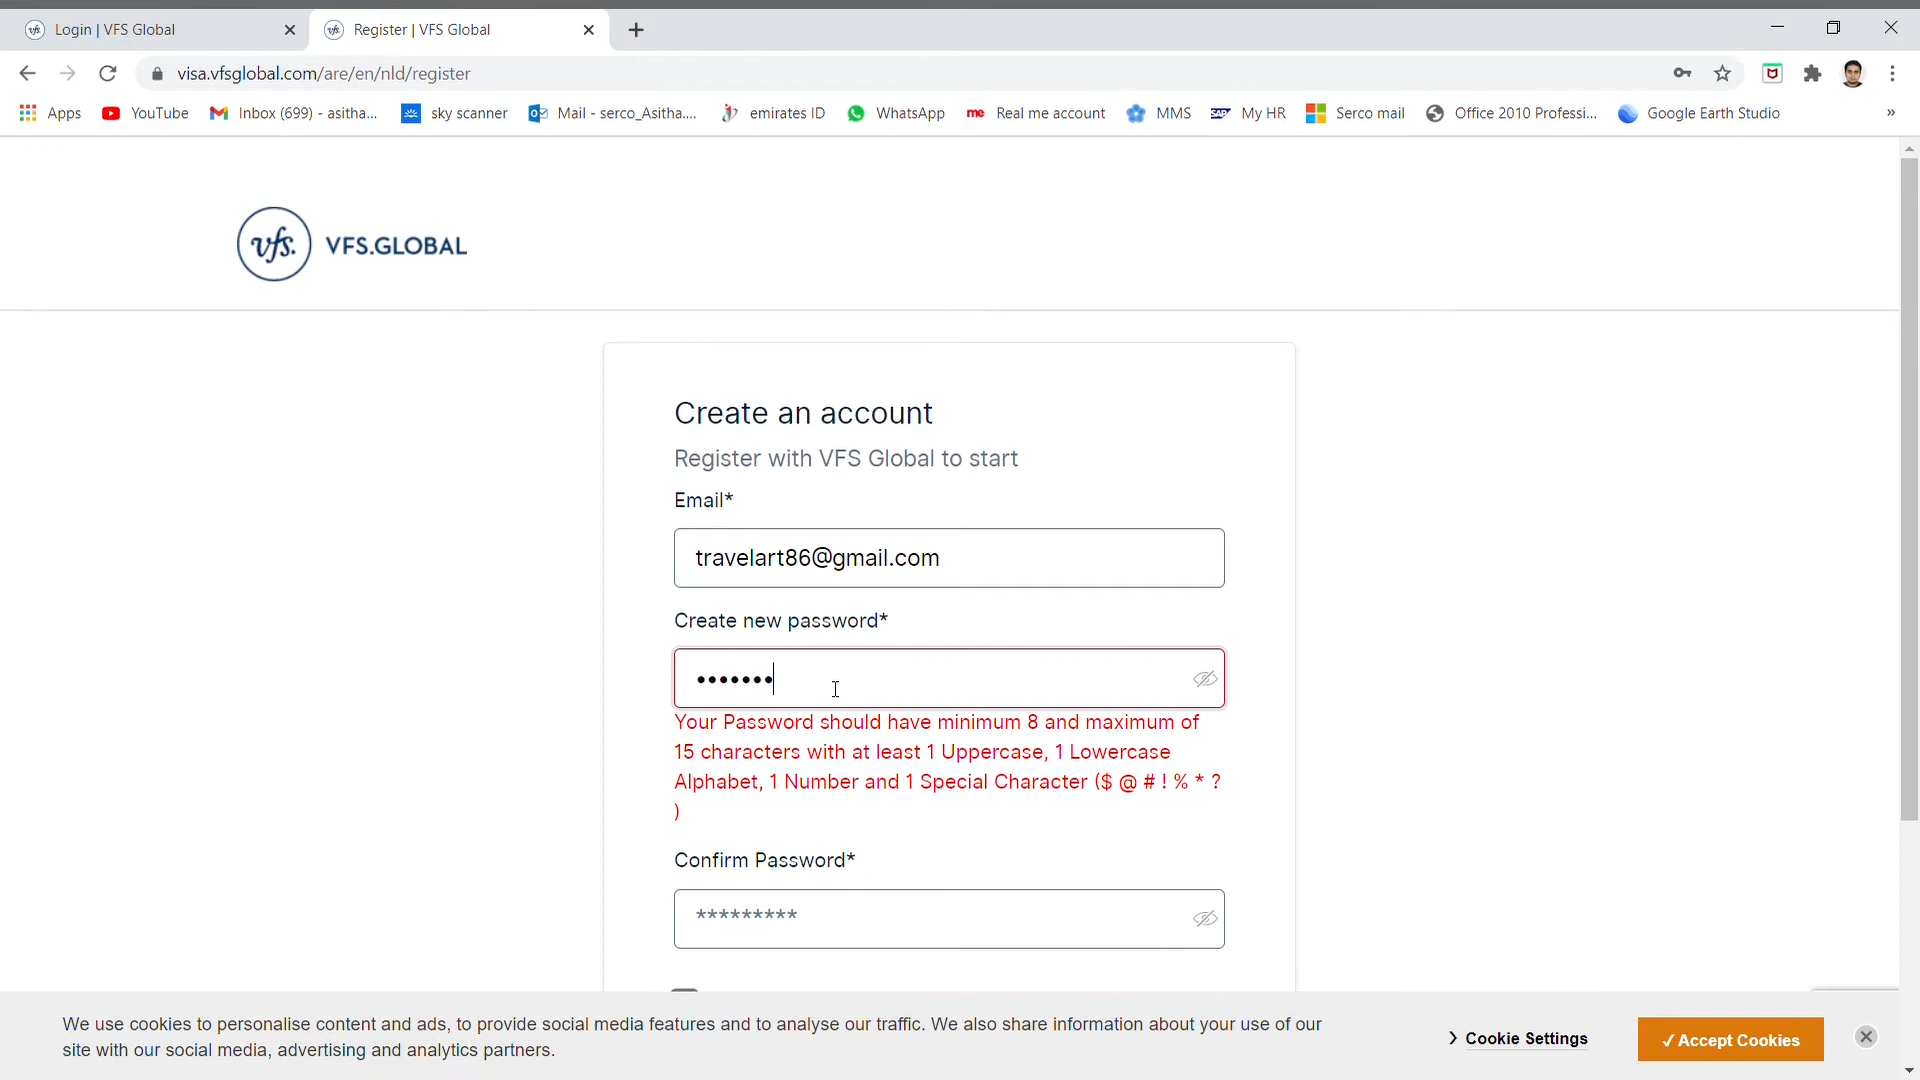 Login | VFS Global
Register | VFS Global
visa.vfsglobal.com/are/en/nld/register
Apps
YouTube
Inbox (699) - asitha...
sky scanner
Mail - serco_Asitha....
emirates ID
WhatsApp
me Real me account
MMS
SAP My HR
Serco mail
Office 2010 Professi...
Google Earth Studio
»
vfs. VFS.GLOBAL
Create an account
Register with VFS Global to start
Email*
travelart86@gmail.com
Create new password*
•••••••
Your Password should have minimum 8 and maximum of
15 characters with at least 1 Uppercase, 1 Lowercase
Alphabet, 1 Number and 1 Special Character ($ @ # ! % * ?
)
Confirm Password*
*********
We use cookies to personalise content and ads, to provide social media features and to analyse our traffic. We also share information about your use of our
site with our social media, advertising and analytics partners.
Cookie Settings
✓ Accept Cookies